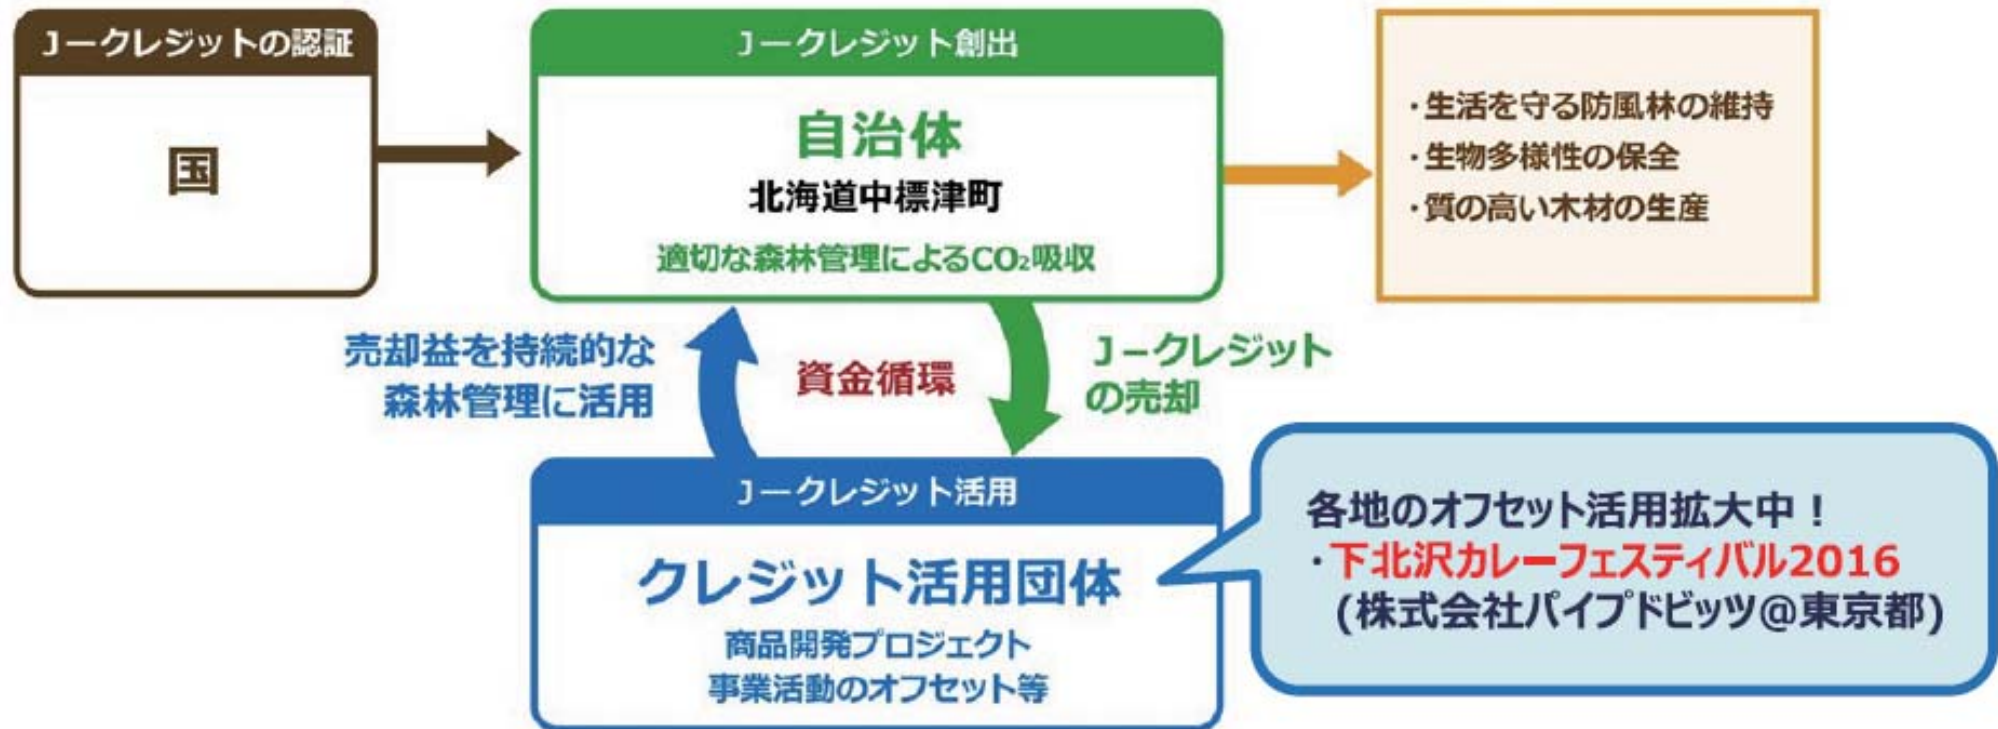 J－クレジットの認証
国
J－クレジット創出
自治体
北海道中標津町
適切な森林管理によるCO₂吸収
・生活を守る防風林の維持
・生物多様性の保全
・質の高い木材の生産
売却益を持続的な
森林管理に活用
資金循環
J－クレジット
の売却
J－クレジット活用
クレジット活用団体
商品開発プロジェクト
事業活動のオフセット等
各地のオフセット活用拡大中！
・下北沢カレーフェスティバル2016
(株式会社パイプドビッツ@東京都)